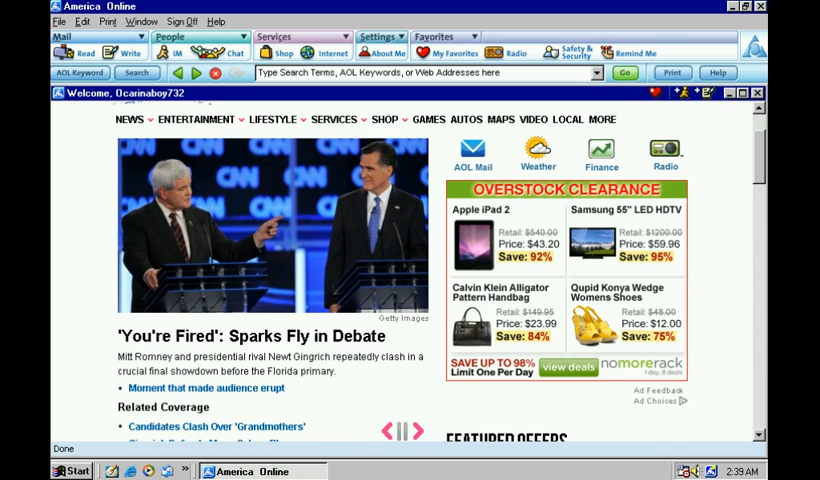 America Online
File Edit Print Window Sign Off Help
Mail People Services Settings Favorites
Read Write IM Chat Shop Internet About Me My Favorites Radio Safety & Security Remind Me
AOL Keyword Search Type Search Terms, AOL Keywords, or Web Addresses here Go Print Help
Welcome, Ocarinaboy732
NEWS ENTERTAINMENT LIFESTYLE SERVICES SHOP GAMES AUTOS MAPS VIDEO LOCAL MORE
CNN CNN CNN
AOL Mail Weather Finance Radio
Getty Images
'You're Fired': Sparks Fly in Debate
Mitt Romney and presidential rival Newt Gingrich repeatedly clash in a
crucial final showdown before the Florida primary.
• Moment that made audience erupt
Related Coverage
• Candidates Clash Over 'Grandmothers'
OVERSTOCK CLEARANCE
Apple iPad 2
Retail: $540.00
Price: $43.20
Save: 92%
Samsung 55" LED HDTV
Retail: $1200.00
Price: $59.96
Save: 95%
Calvin Klein Alligator
Pattern Handbag
Retail: $149.95
Price: $23.99
Save: 84%
Qupid Konya Wedge
Womens Shoes
Retail: $48.00
Price: $12.00
Save: 75%
SAVE UP TO 98%
Limit One Per Day
view deals
nomorerack
1 day. 8 deals
Ad Feedback
Ad Choices
FEATURED OFFERS
Done
Start America Online 2:39 AM